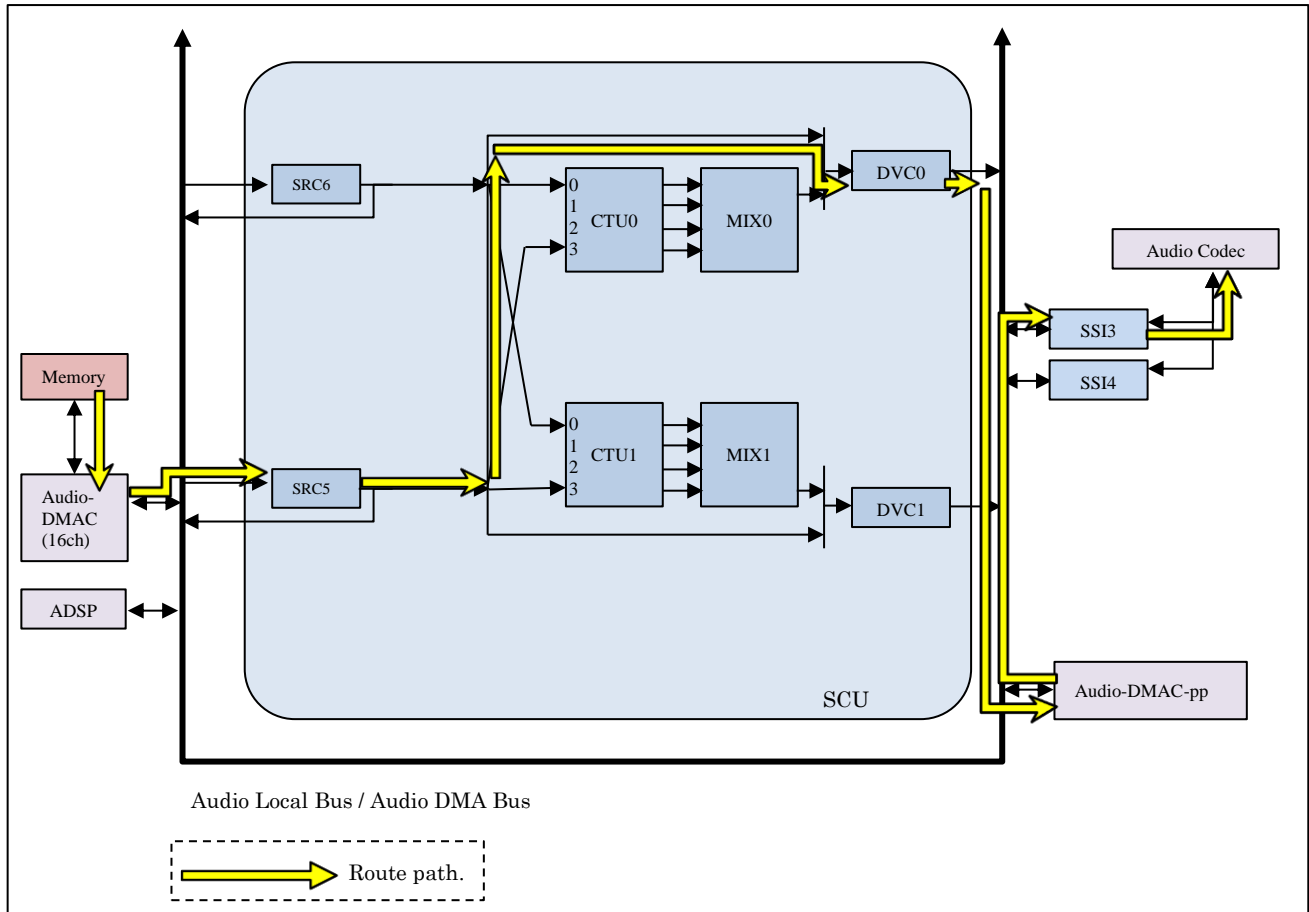 SRC6
0
1
2
3
CTU0
MIX0
DVC0
Audio Codec
SSI3
SSI4
Memory
Audio-
DMAC
(16ch)
SRC5
0
1
2
3
CTU1
MIX1
DVC1
ADSP
SCU
Audio-DMAC-pp
Audio Local Bus / Audio DMA Bus
Route path.